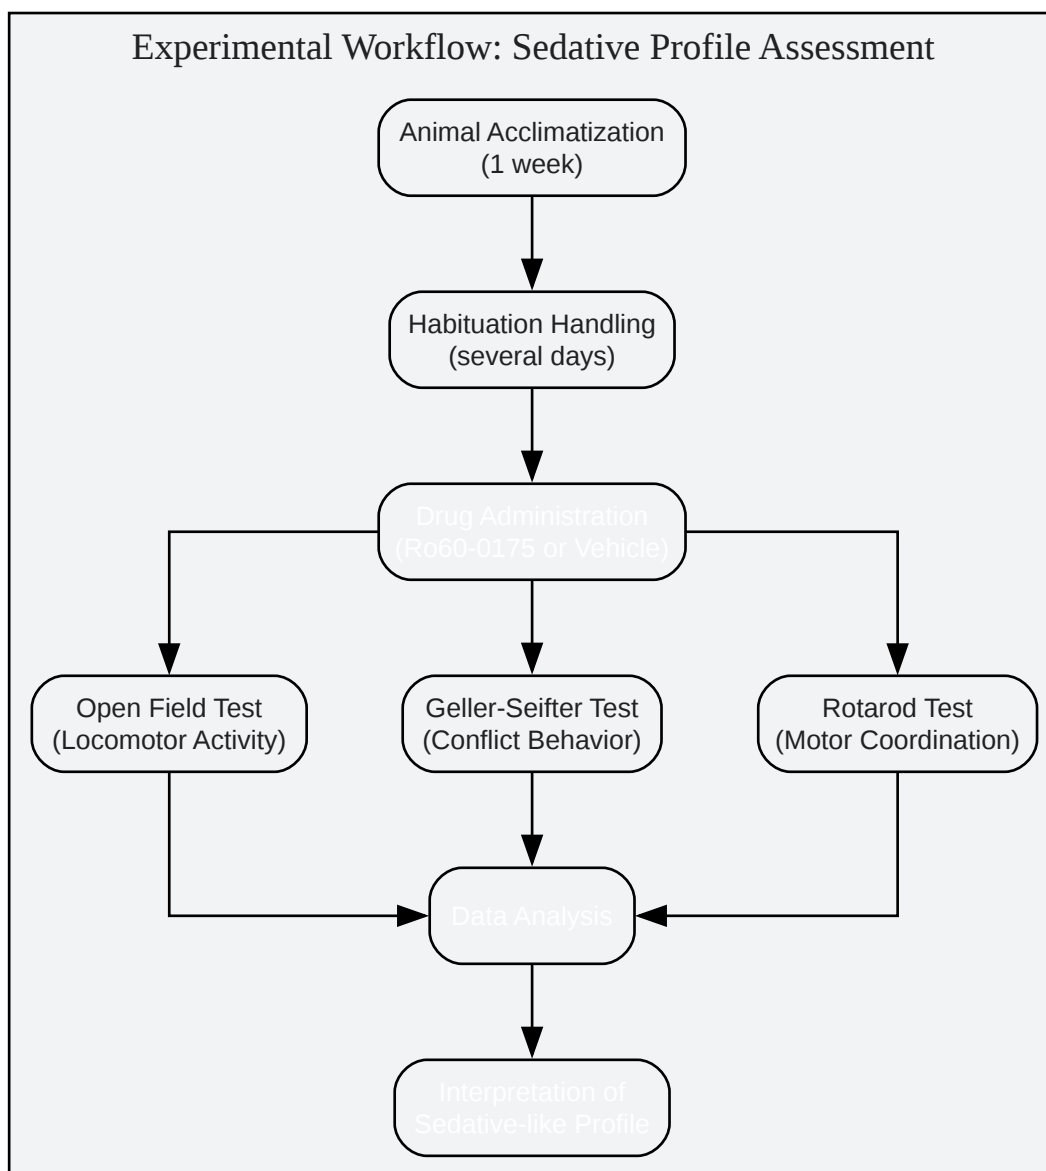 Experimental Workflow: Sedative Profile Assessment
Animal Acclimatization
(1 week)
Habituation Handling
(several days)
Drug Administration
(Ro60-0175 or Vehicle)
Open Field Test
(Locomotor Activity)
Geller-Seifter Test
(Conflict Behavior)
Rotarod Test
(Motor Coordination)
Data Analysis
Interpretation of
Sedative-like Profile